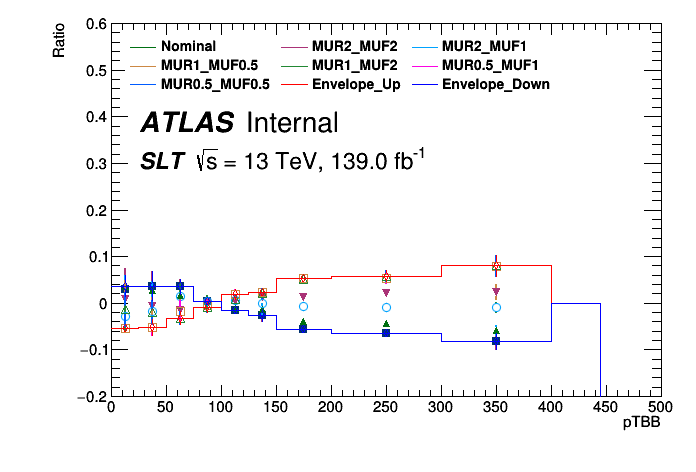 Ratio
0.6
0.5
0.4
0.3
0.2
0.1
0
−0.1
−0.2
Nominal MUR2_MUF2 MUR2_MUF1
MUR1_MUF0.5 MUR1_MUF2 MUR0.5_MUF1
MUR0.5_MUF0.5 Envelope_Up Envelope_Down
ATLAS Internal
SLT √s = 13 TeV, 139.0 fb⁻¹
0 50 100 150 200 250 300 350 400 450 500
pTBB